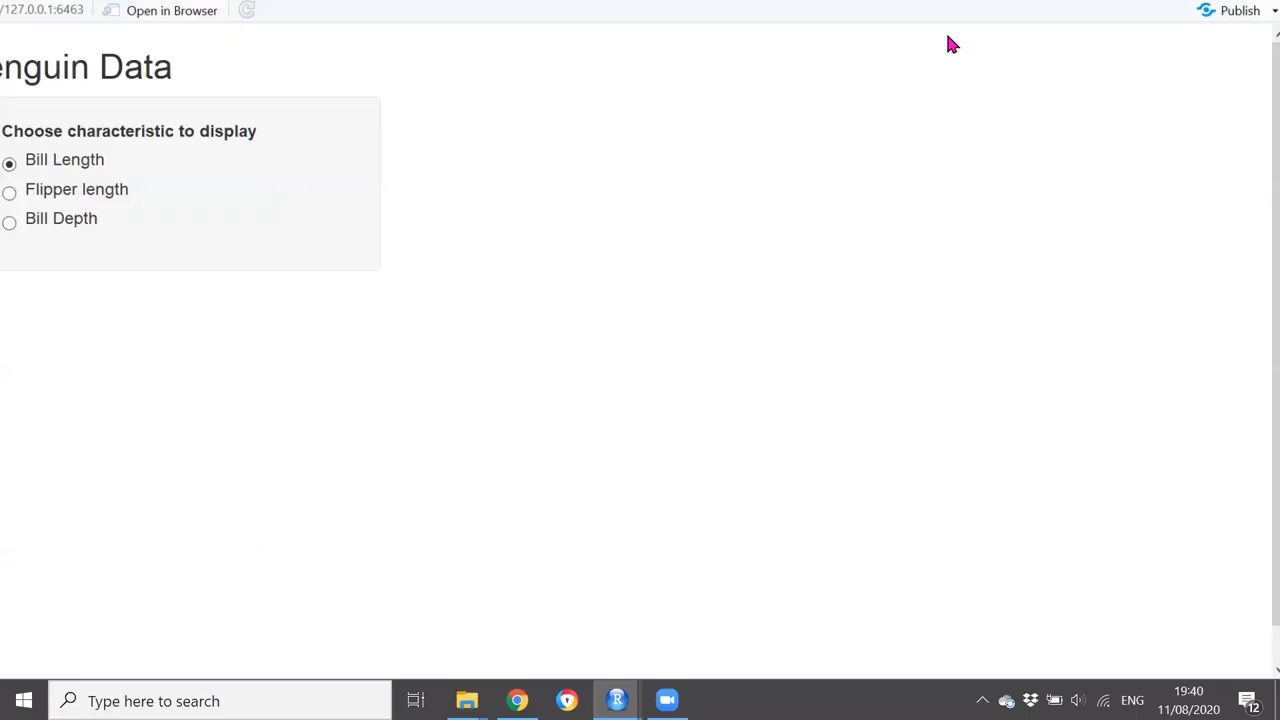 /127.0.0.1:6463 Open in Browser Publish
enguin Data
Choose characteristic to display
Bill Length
Flipper length
Bill Depth
Type here to search
ENG
19:40
11/08/2020
12